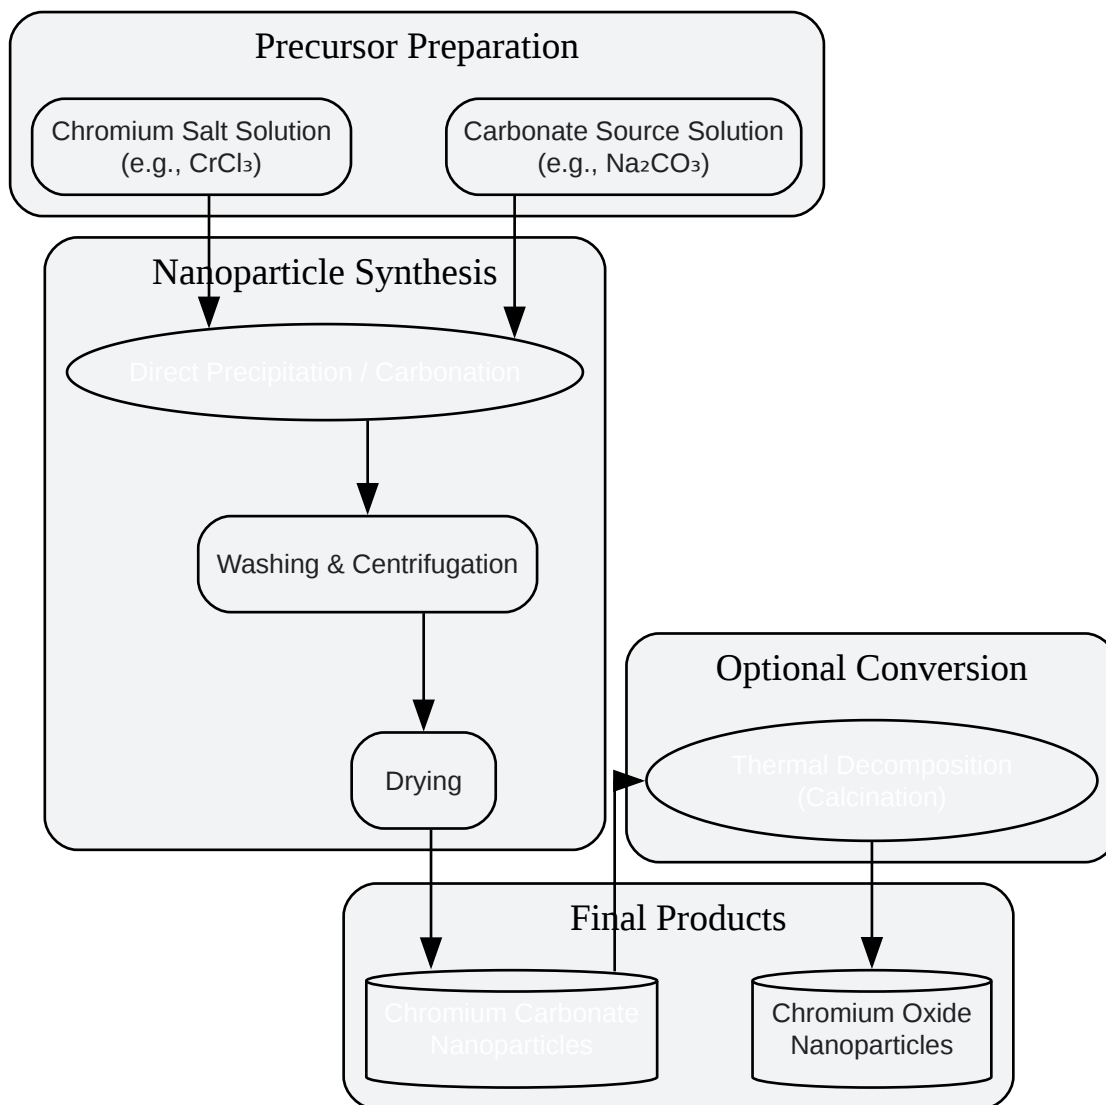 Precursor Preparation
Chromium Salt Solution
(e.g., CrCl₃)
Carbonate Source Solution
(e.g., Na₂CO₃)
Nanoparticle Synthesis
Direct Precipitation / Carbonation
Washing & Centrifugation
Drying
Optional Conversion
Thermal Decomposition
(Calcination)
Final Products
Chromium Carbonate
Nanoparticles
Chromium Oxide
Nanoparticles